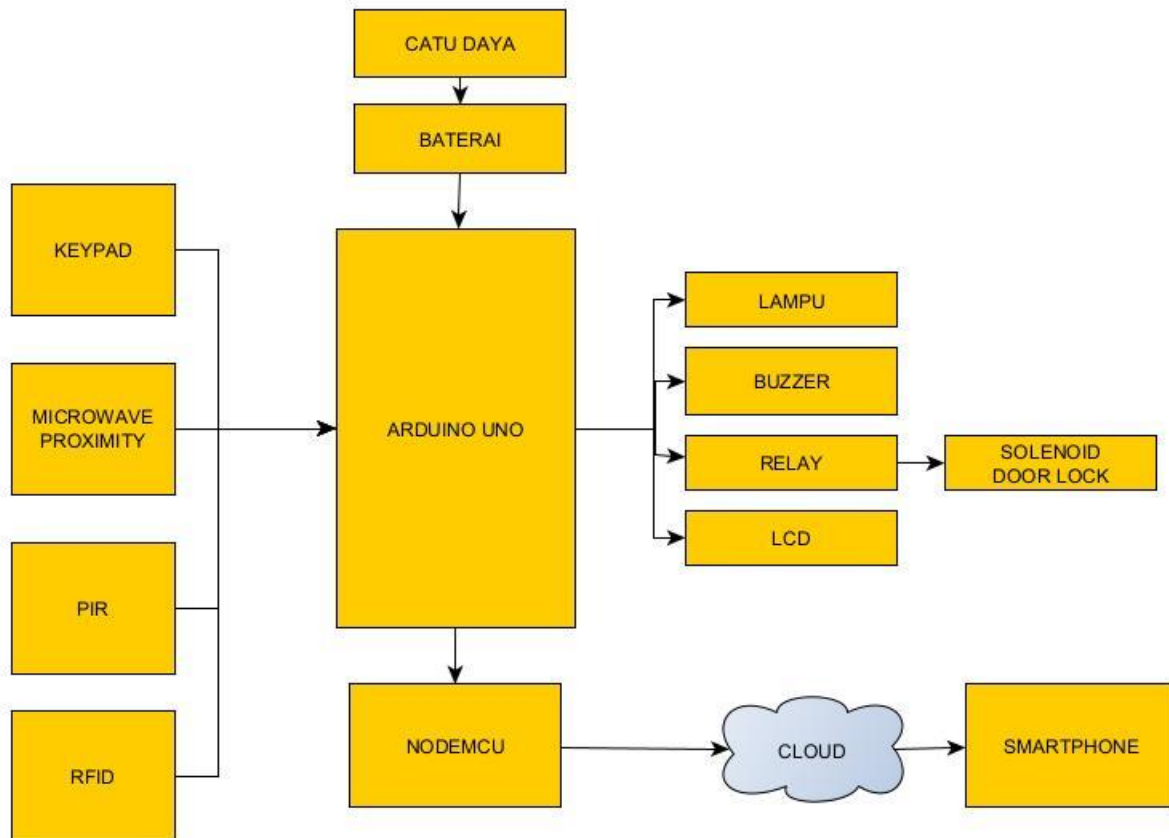 CATU DAYA
BATERAI
KEYPAD
MICROWAVE
PROXIMITY
PIR
RFID
ARDUINO UNO
LAMPU
BUZZER
RELAY
LCD
SOLENOID
DOOR LOCK
NODEMCU
CLOUD
SMARTPHONE